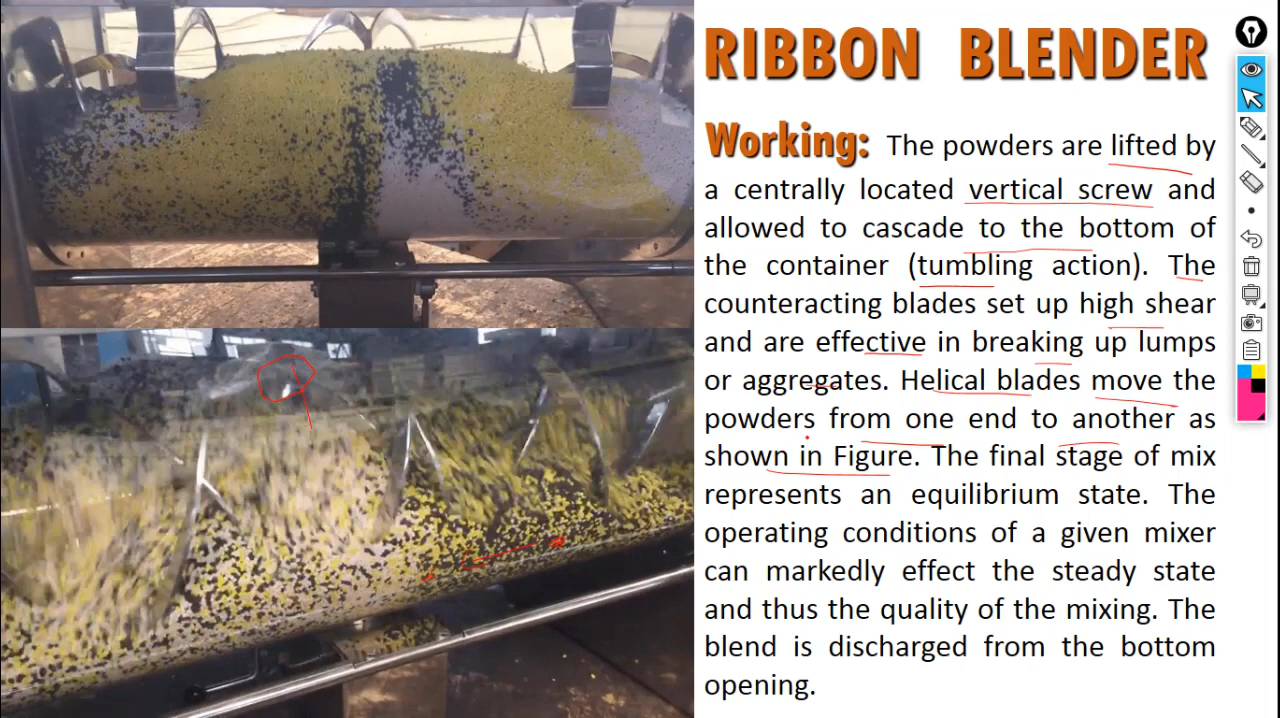 RIBBON BLENDER
Working: The powders are lifted by
a centrally located vertical screw and
allowed to cascade to the bottom of
the container (tumbling action). The
counteracting blades set up high shear
and are effective in breaking up lumps
or aggregates. Helical blades move the
powders from one end to another as
shown in Figure. The final stage of mix
represents an equilibrium state. The
operating conditions of a given mixer
can markedly effect the steady state
and thus the quality of the mixing. The
blend is discharged from the bottom
opening.